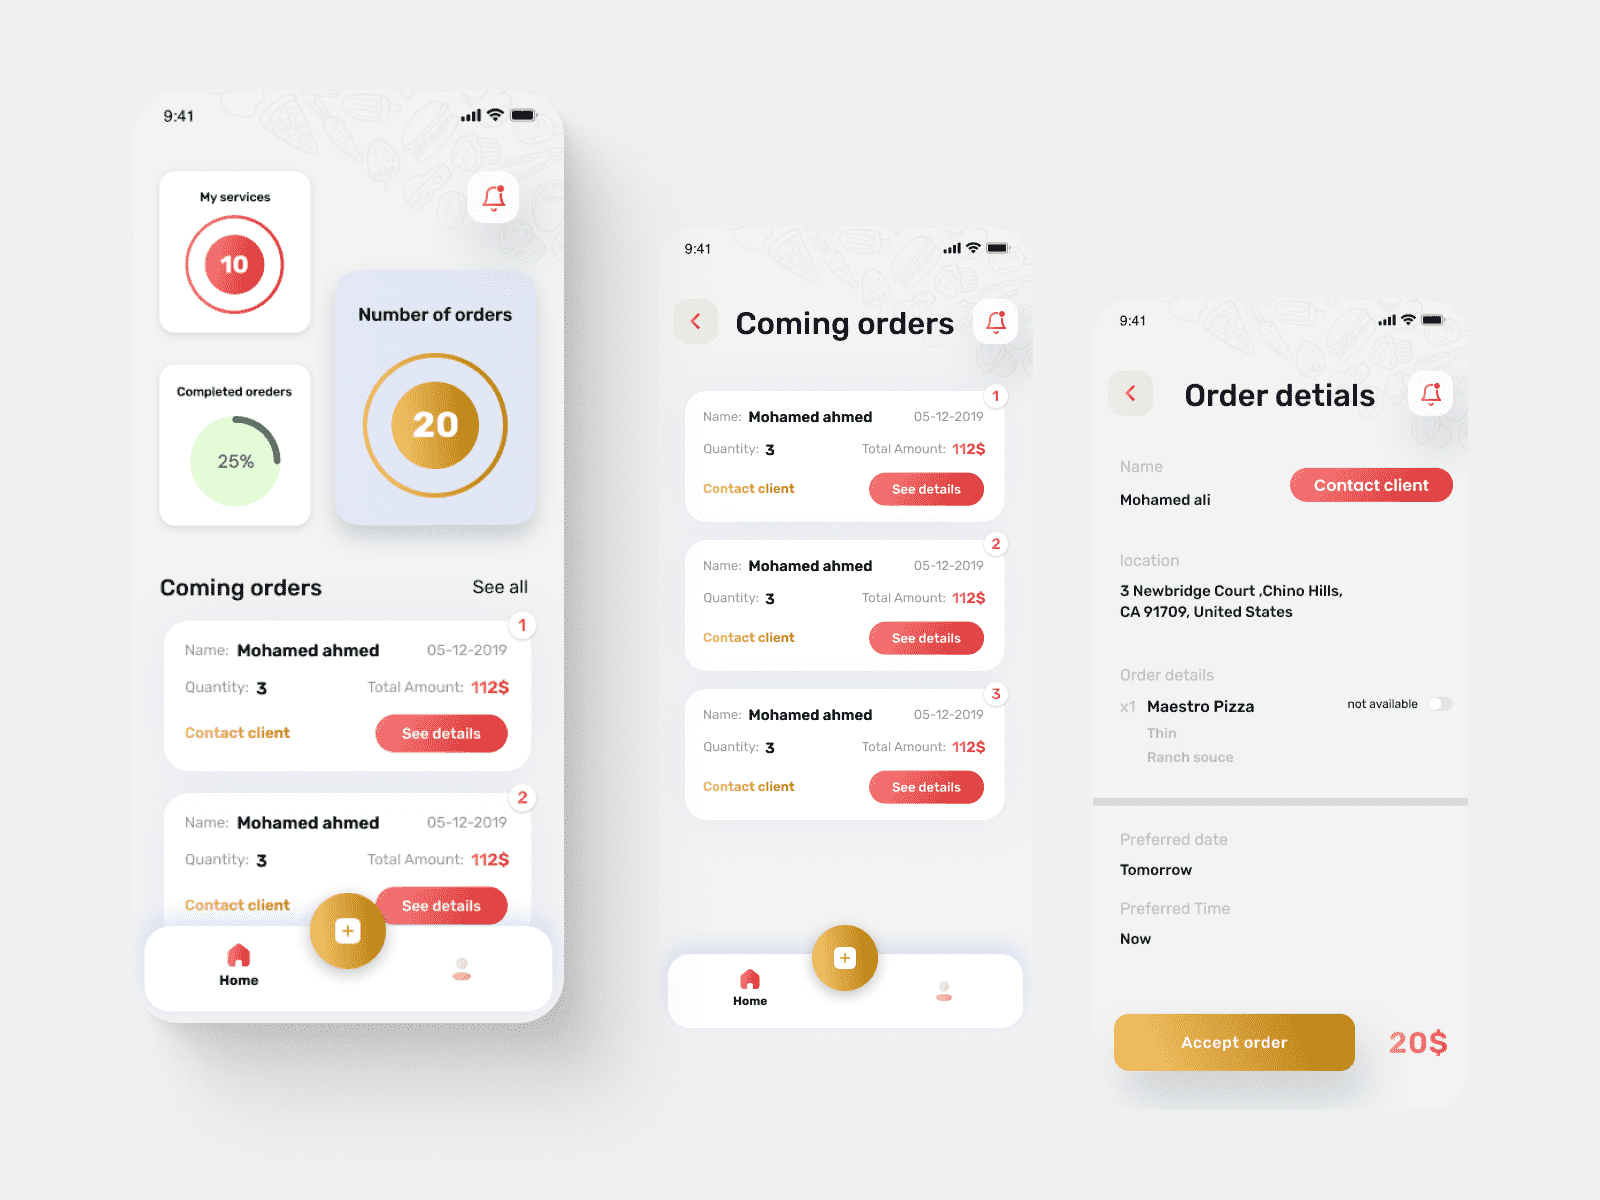 9:41
My services
10
Completed oreders
25%
Number of orders
20
Coming orders
See all
1
Name: Mohamed ahmed 05-12-2019
Quantity: 3 Total Amount: 112$
Contact client See details
2
Name: Mohamed ahmed 05-12-2019
Quantity: 3 Total Amount: 112$
Contact client See details
Home
9:41
Coming orders
1
Name: Mohamed ahmed 05-12-2019
Quantity: 3 Total Amount: 112$
Contact client See details
2
Name: Mohamed ahmed 05-12-2019
Quantity: 3 Total Amount: 112$
Contact client See details
3
Name: Mohamed ahmed 05-12-2019
Quantity: 3 Total Amount: 112$
Contact client See details
Home
9:41
Order detials
Name
Mohamed ali
Contact client
location
3 Newbridge Court ,Chino Hills,
CA 91709, United States
Order details
x1 Maestro Pizza not available
Thin
Ranch souce
Preferred date
Tomorrow
Preferred Time
Now
Accept order 20$